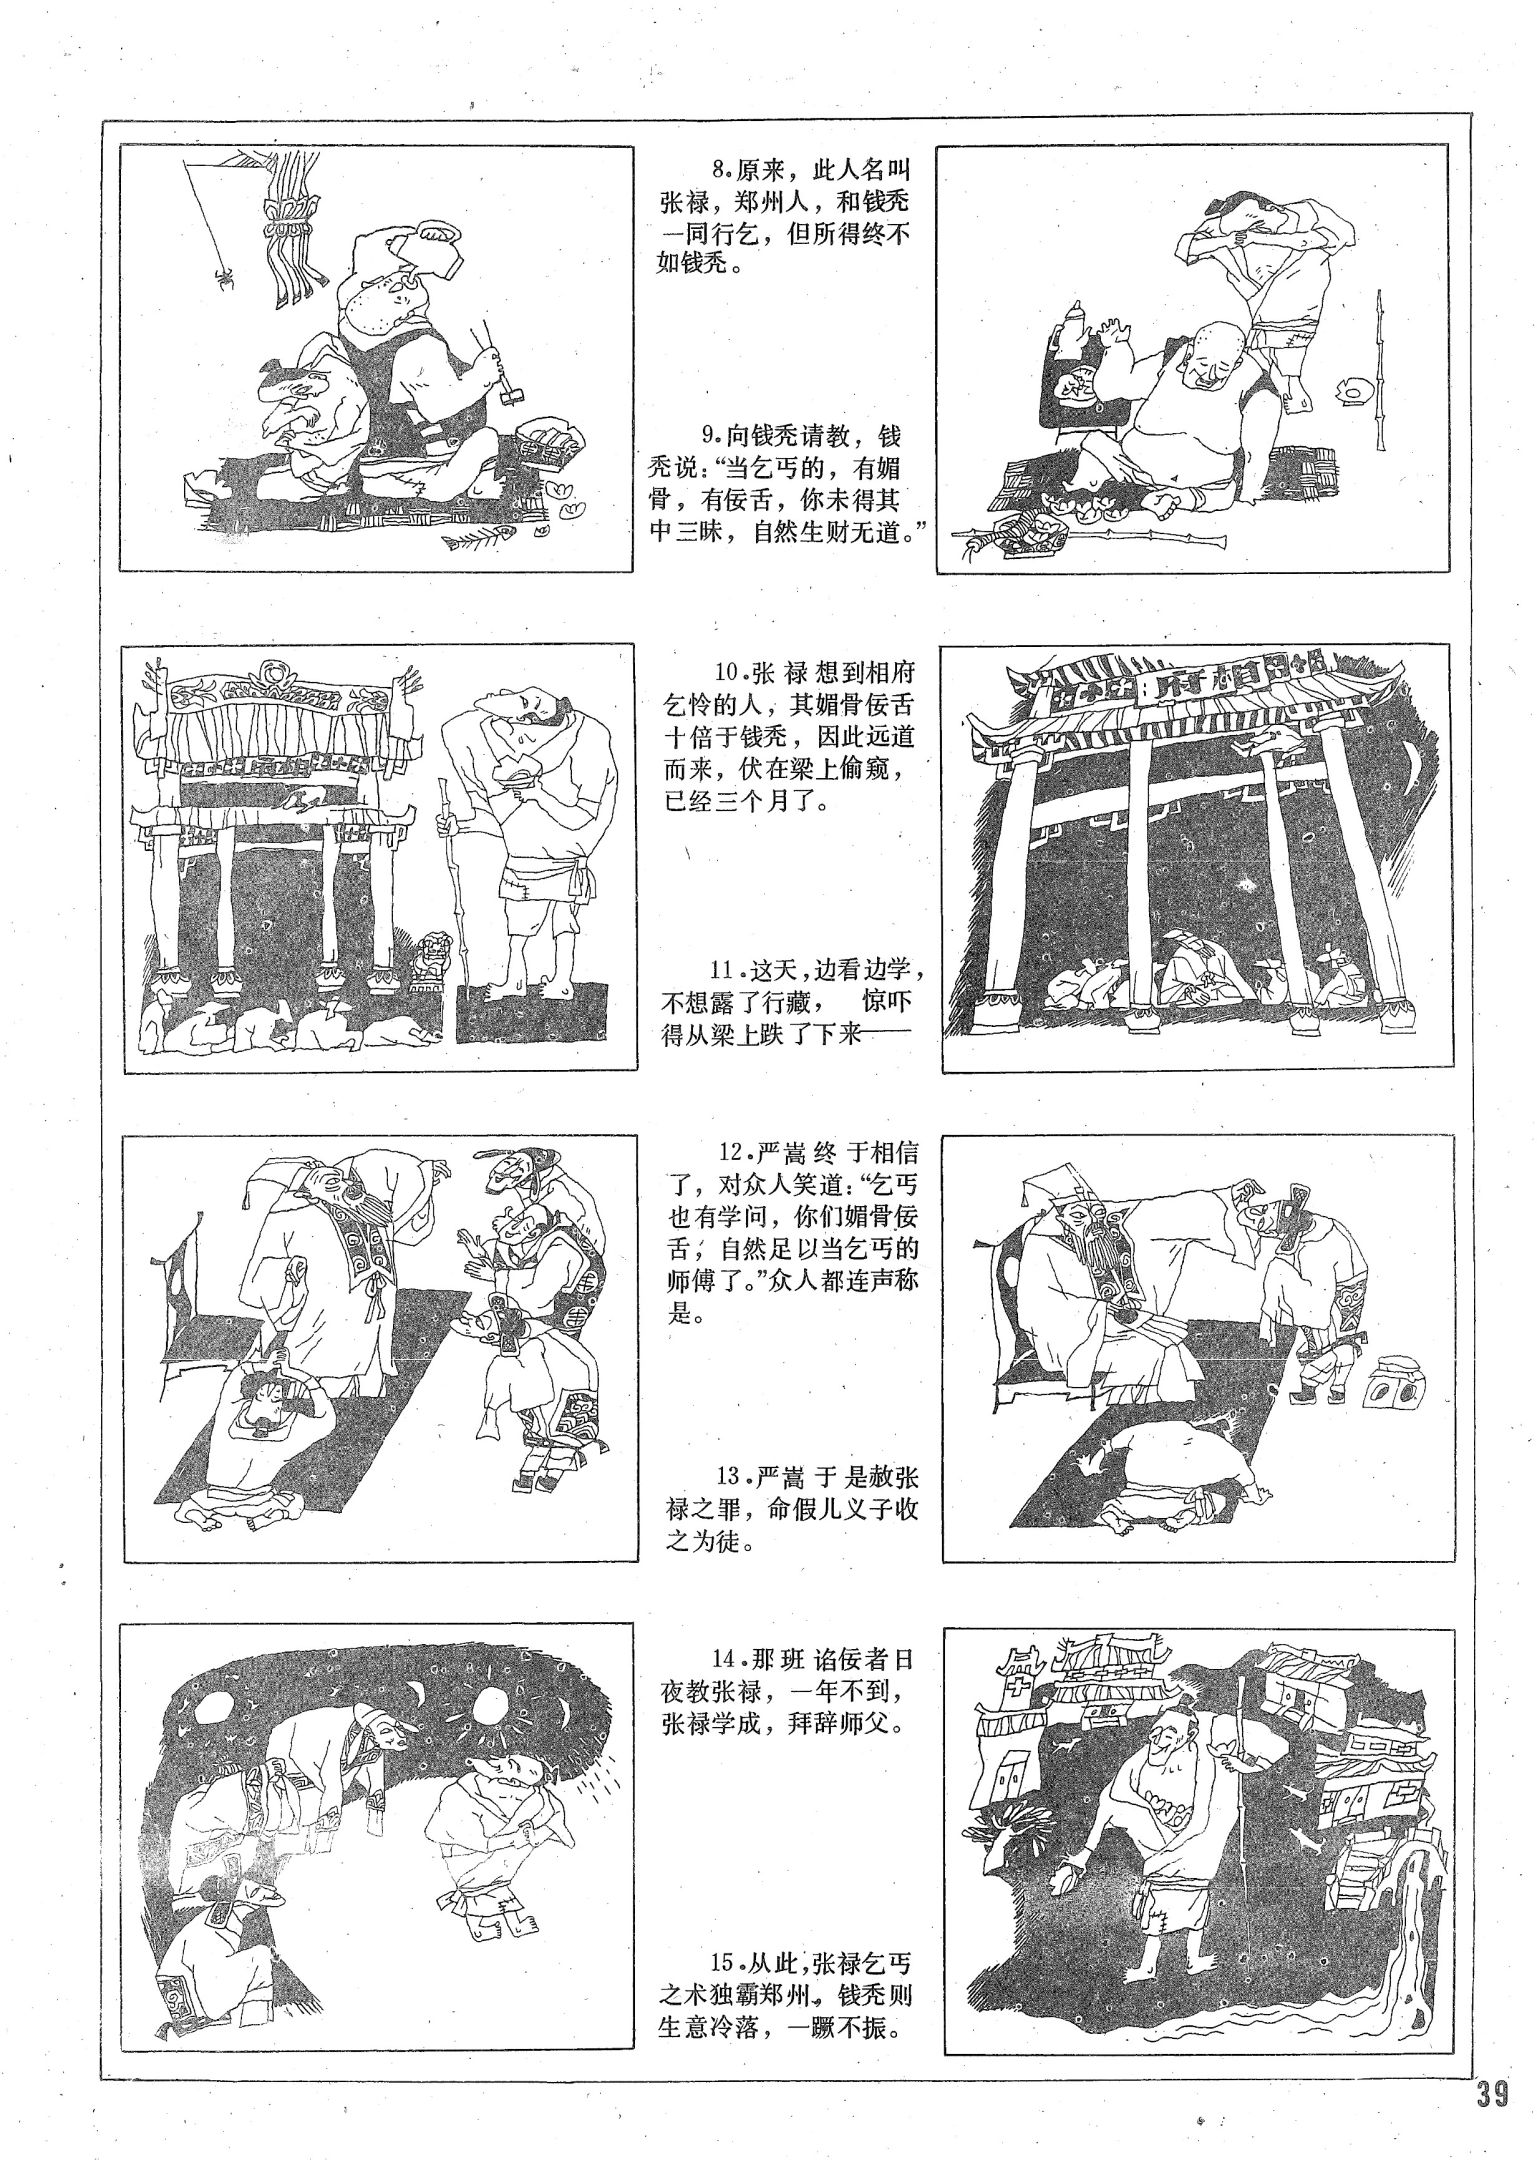 8.原来，此人名叫
张禄，郑州人，和钱秃
一同行乞，但所得终不
如钱秃。
9.向钱秃请教，钱
秃说：“当乞丐的，有媚
骨，有佞舌，你未得其
中三昧，自然生财无道。”
10.张禄想到相府
乞怜的人，其媚骨佞舌
十倍于钱秃，因此远道
而来，伏在梁上偷窥，
已经三个月了。
府相
11.这天，边看边学，
不想露了行藏， 惊吓
得从梁上跌了下来——
12.严嵩终于相信
了，对众人笑道：“乞丐
也有学问，你们媚骨佞
舌，自然足以当乞丐的
师傅了。”众人都连声称
是。
13.严嵩于是赦张
禄之罪，命假儿义子收
之为徒。
14.那班谄佞者日
夜教张禄，一年不到，
张禄学成，拜辞师父。
15.从此，张禄乞丐
之术独霸郑州。钱秃则
生意冷落，一蹶不振。
39